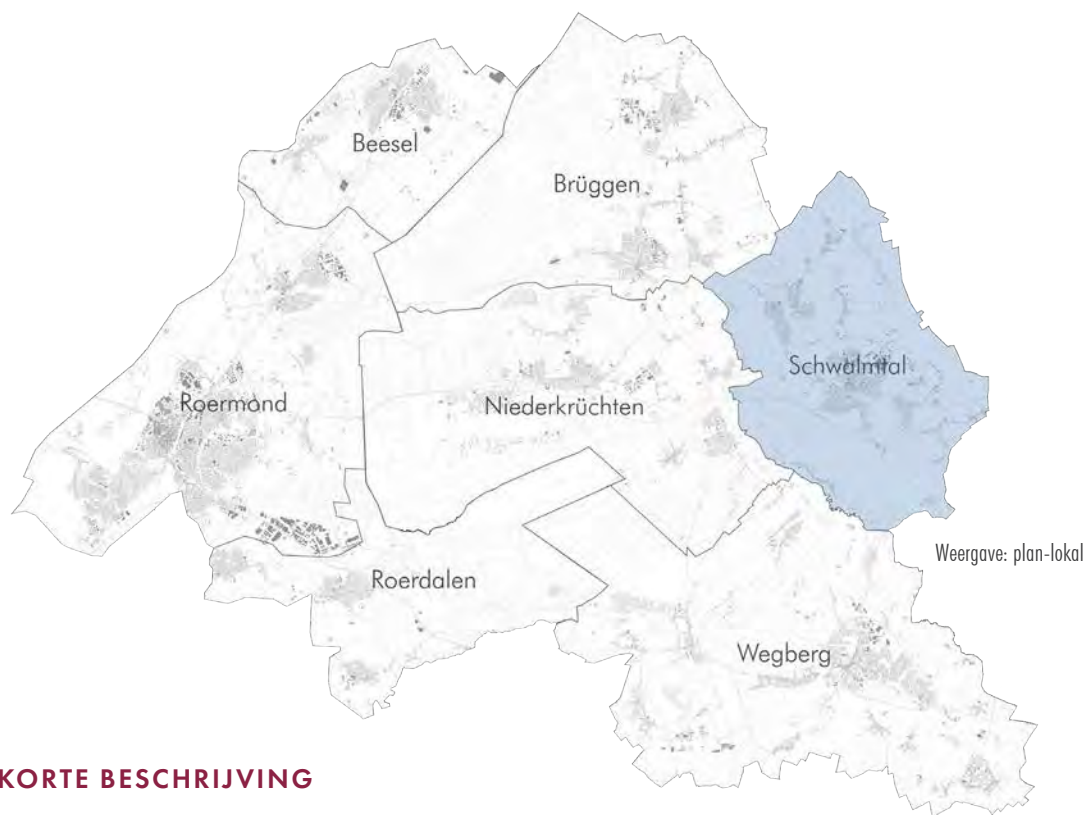 Beesel
Brüggen
Schwalmtal
Roermond
Niederkrüchten
Weergave: plan-lokal
Roerdalen
Wegberg
KORTE BESCHRIJVING